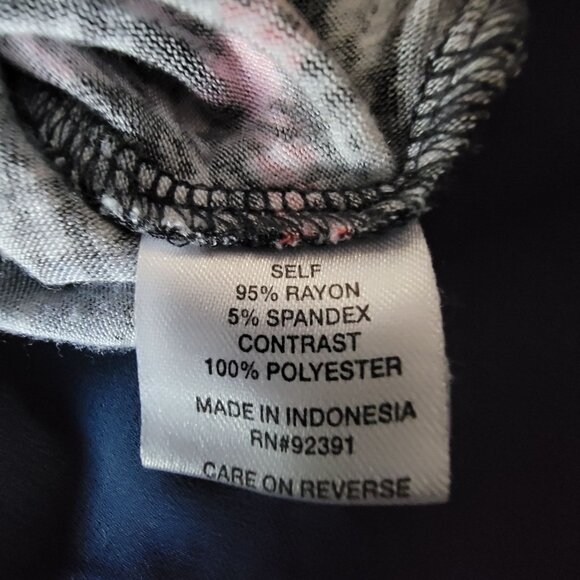 SELF
95% RAYON
5% SPANDEX
CONTRAST
100% POLYESTER
MADE IN INDONESIA
RN#92391
CARE ON REVERSE